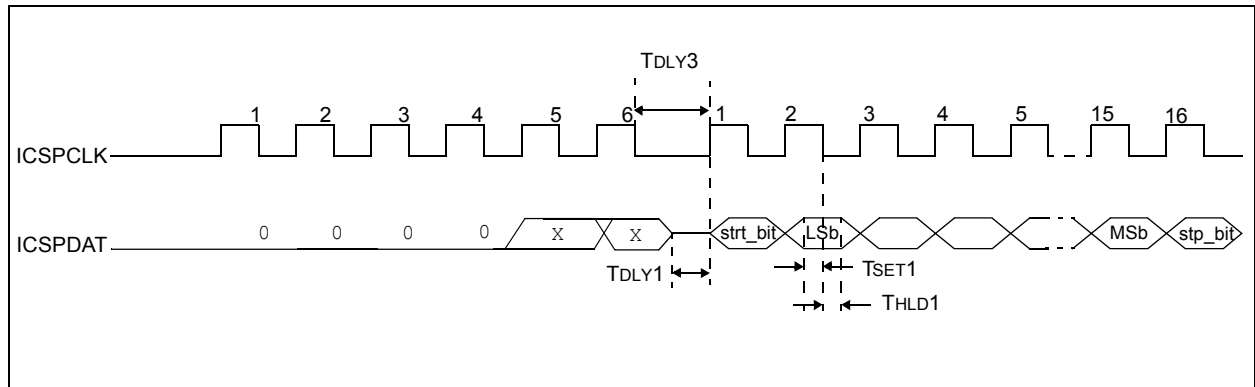 TDLY3
1 2 3 4 5 6 1 2 3 4 5 15 16
ICSPCLK
ICSPDAT
0 0 0 0 X X strt_bit LSb MSb stp_bit
TDLY1
TSET1
THLD1